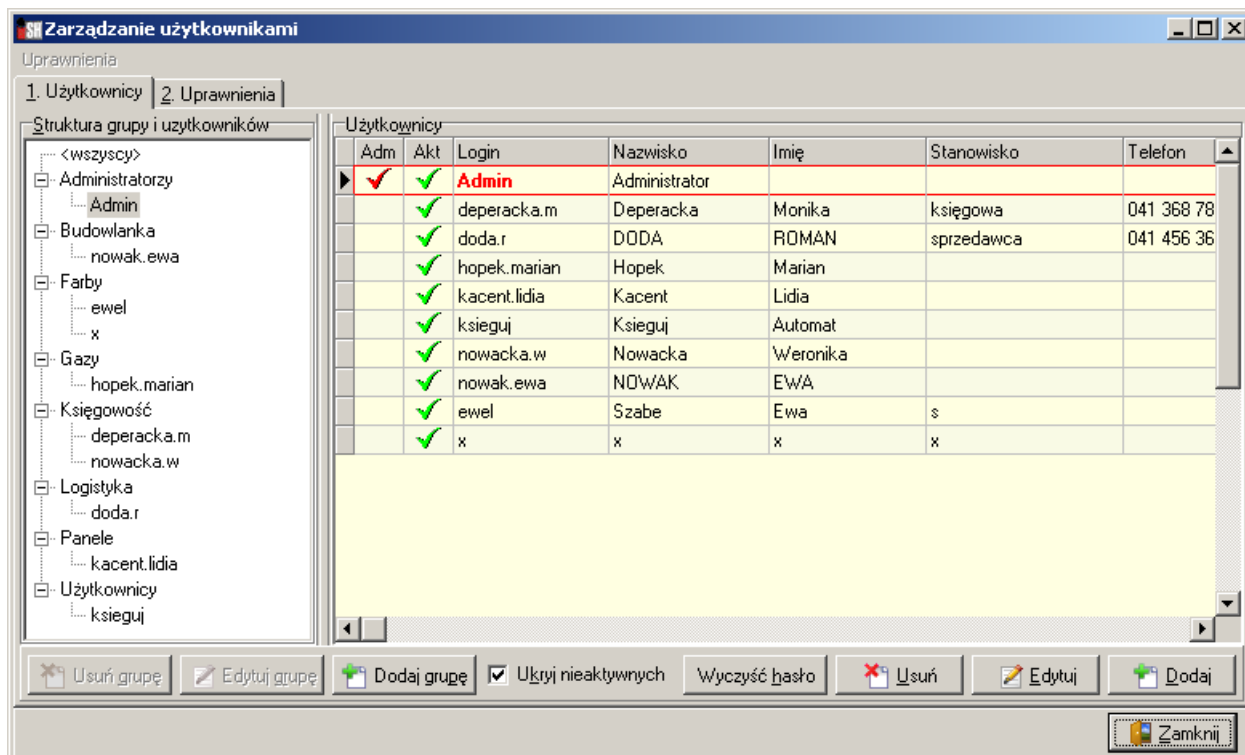 SH Zarządzanie użytkownikami
Uprawnienia
1. Użytkownicy 2. Uprawnienia
Struktura grupy i uzytkowników
<wszyscy>
Administratorzy
Admin
Budowlanka
nowak.ewa
Farby
ewel
x
Gazy
hopek.marian
Księgowość
deperacka.m
nowacka.w
Logistyka
doda.r
Panele
kacent.lidia
Użytkownicy
ksieguj
Użytkownicy
Adm Akt Login Nazwisko Imię Stanowisko Telefon
Admin Administrator
deperacka.m Deperacka Monika księgowa 041 368 78
doda.r DODA ROMAN sprzedawca 041 456 36
hopek.marian Hopek Marian
kacent.lidia Kacent Lidia
ksieguj Ksieguj Automat
nowacka.w Nowacka Weronika
nowak.ewa NOWAK EWA
ewel Szabe Ewa s
x x x x
Usuń grupę Edytuj grupę Dodaj grupę Ukryj nieaktywnych Wyczyść hasło Usuń Edytuj Dodaj
Zamknij